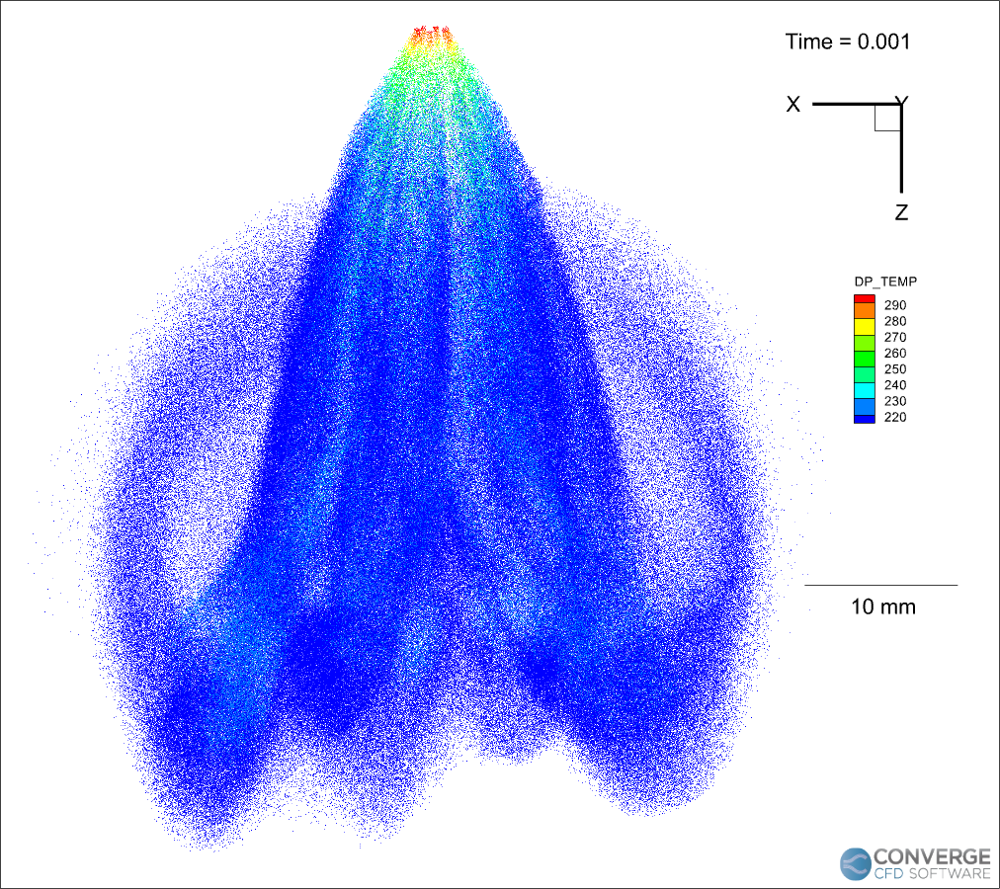 Time = 0.001
X
Y
Z
DP_TEMP
290
280
270
260
250
240
230
220
10 mm
CONVERGE
CFD SOFTWARE